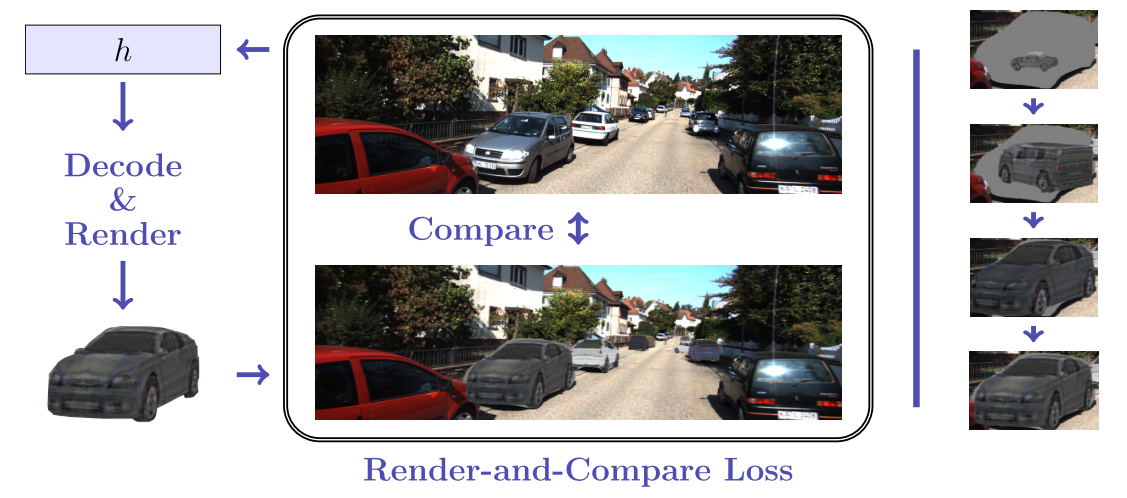 h
Decode
&
Render
Compare
Render-and-Compare Loss